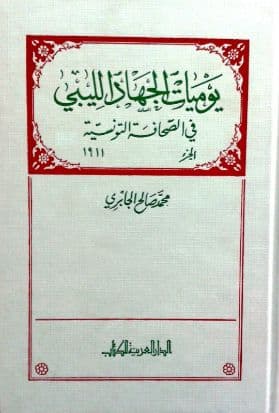 يوميات الجهاد الليبي
في الصحافة التونسية
الجزء ١٩١١
محمد صالح الجابري
الدار العربية للكتاب